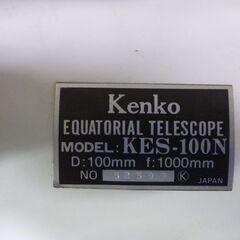 Kenko
EQUATORIAL TELESCOPE
MODEL: KES-100N
D: 100mm f: 1000mm
NO K
JAPAN